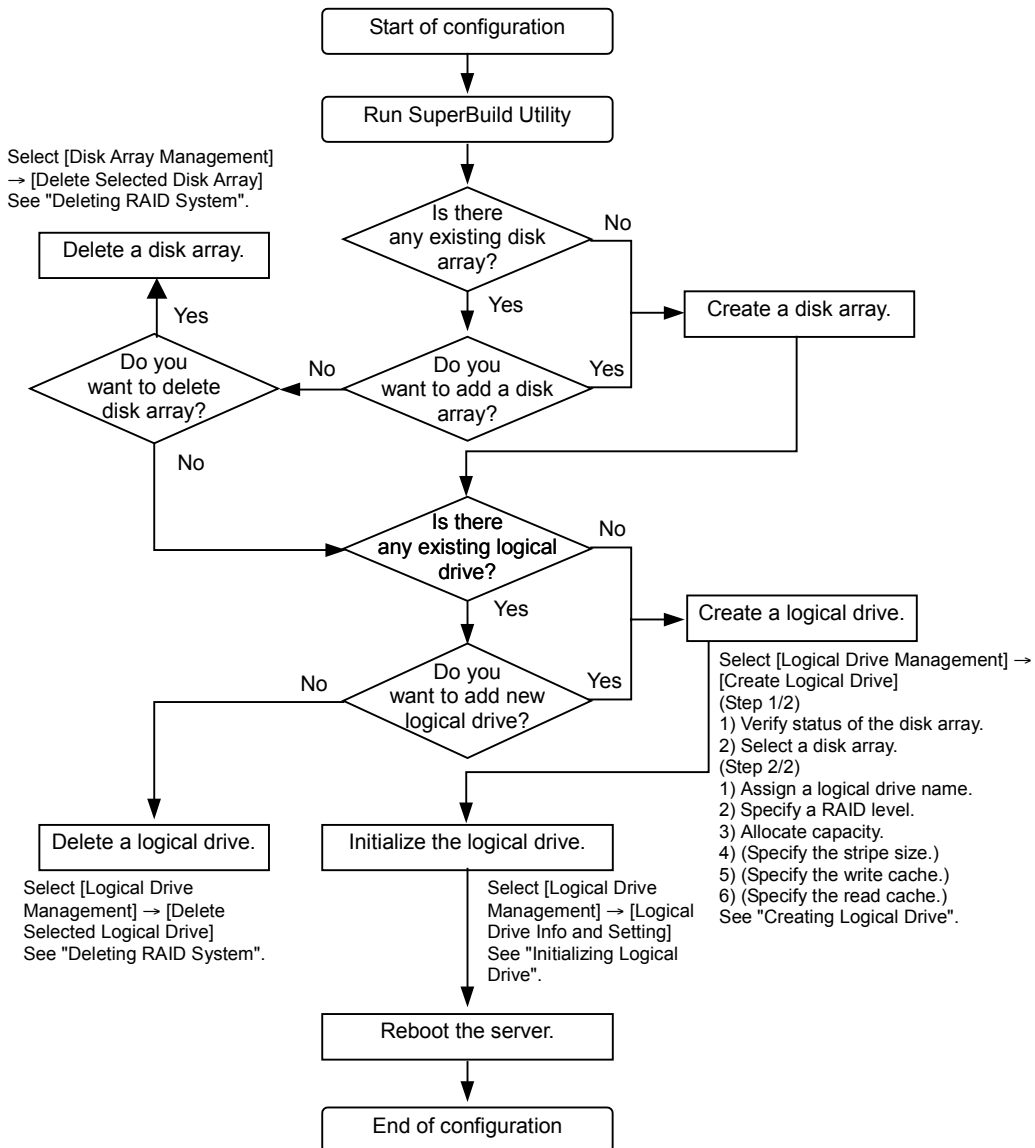 Start of configuration
Run SuperBuild Utility
Select [Disk Array Management]
→ [Delete Selected Disk Array]
See "Deleting RAID System".
Is there
any existing disk
array?
No
Delete a disk array.
Yes
Yes
Create a disk array.
Do you
want to delete
disk array?
No
Do you
want to add a disk
array?
Yes
No
Is there
any existing logical
drive?
No
Yes
Create a logical drive.
Select [Logical Drive Management] →
[Create Logical Drive]
(Step 1/2)
1) Verify status of the disk array.
2) Select a disk array.
(Step 2/2)
1) Assign a logical drive name.
2) Specify a RAID level.
3) Allocate capacity.
4) (Specify the stripe size.)
5) (Specify the write cache.)
6) (Specify the read cache.)
See "Creating Logical Drive".
No
Do you
want to add new
logical drive?
Yes
Delete a logical drive.
Select [Logical Drive
Management] → [Delete
Selected Logical Drive]
See "Deleting RAID System".
Initialize the logical drive.
Select [Logical Drive
Management] → [Logical
Drive Info and Setting]
See "Initializing Logical
Drive".
Reboot the server.
End of configuration